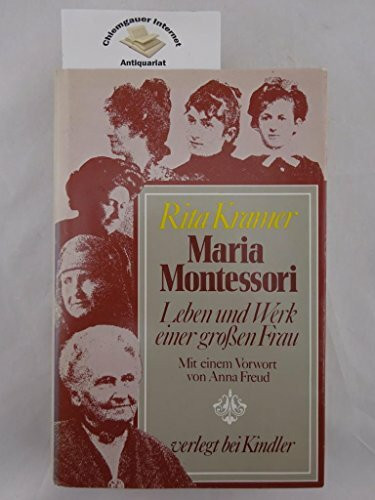 Chiemgauer Internet
Antiquariat
Rita Kramer
Maria
Montessori
Leben und Werk
einer großen Frau
Mit einem Vorwort
von Anna Freud
verlegt bei Kindler